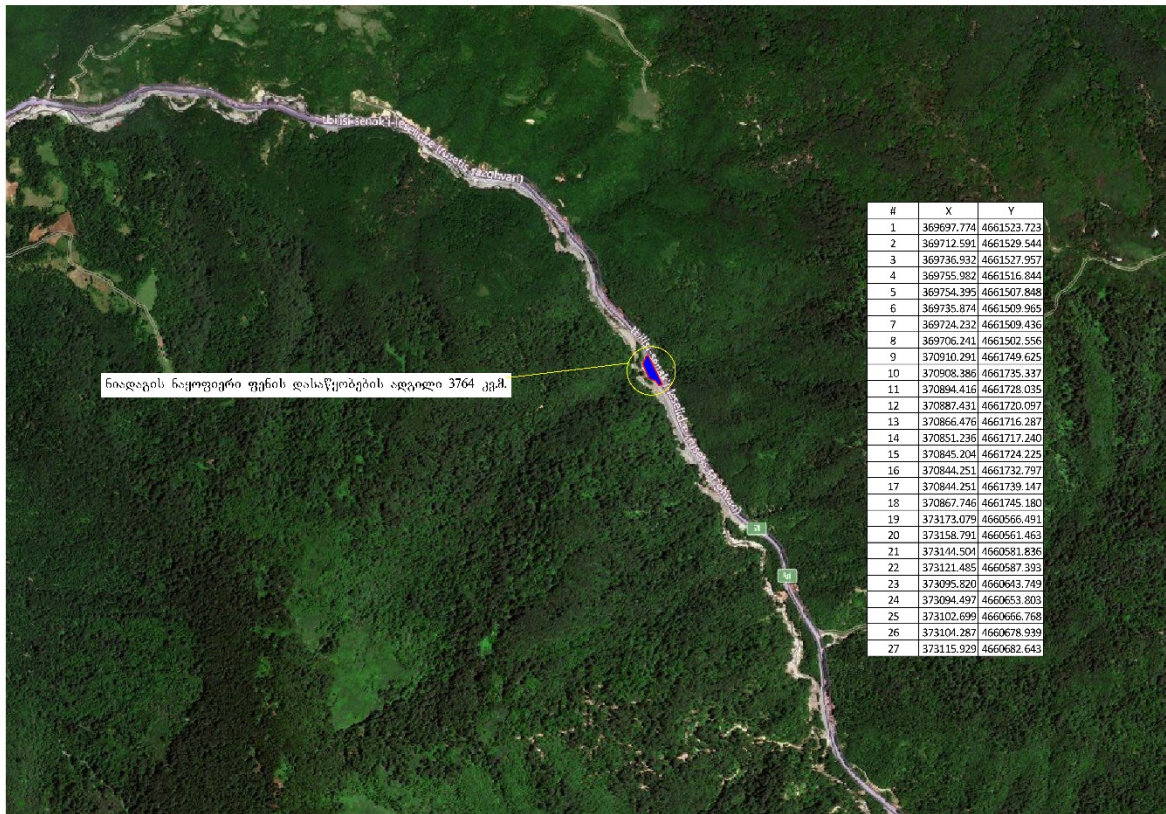 tbilisi-senaki-leselidze (rusetis sazghvari)
ნიადაგის ნაყოფიერი ფენის დასაწყობების ადგილი 3764 კვ.მ.
# X Y
1 369697.774 4661523.723
2 369712.591 4661529.544
3 369736.932 4661527.957
4 369755.982 4661516.844
5 369754.395 4661507.848
6 369735.874 4661509.965
7 369724.232 4661509.436
8 369706.241 4661502.556
9 370910.291 4661749.625
10 370908.386 4661735.337
11 370894.416 4661728.035
12 370887.431 4661720.097
13 370866.476 4661716.287
14 370851.236 4661717.240
15 370845.204 4661724.225
16 370844.251 4661732.797
17 370844.251 4661739.147
18 370867.746 4661745.180
19 373173.079 4660566.491
20 373158.791 4660561.463
21 373144.504 4660581.836
22 373121.485 4660587.393
23 373095.820 4660643.749
24 373094.497 4660653.803
25 373102.699 4660666.768
26 373104.287 4660678.939
27 373115.929 4660682.643